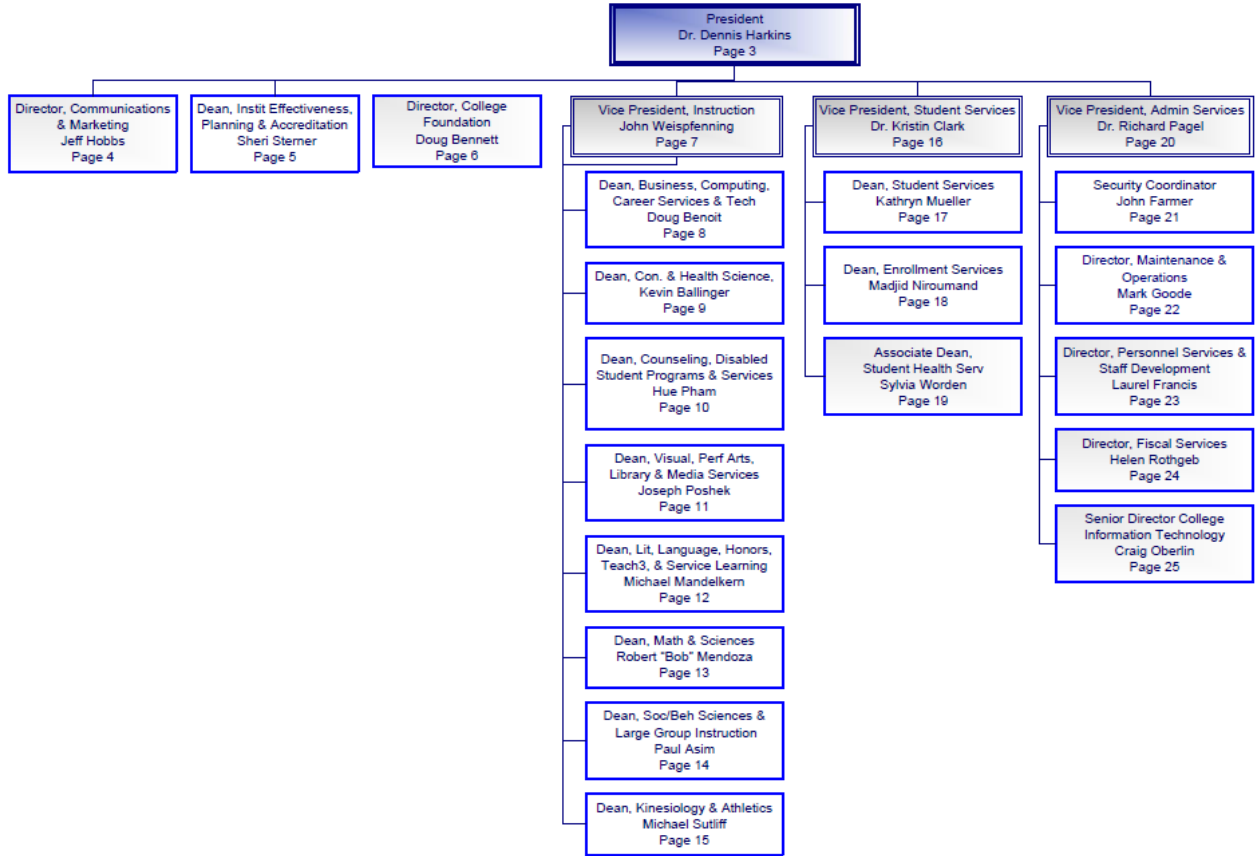 President
Dr. Dennis Harkins
Page 3
Director, Communications
& Marketing
Jeff Hobbs
Page 4
Dean, Instit Effectiveness,
Planning & Accreditation
Sheri Sterner
Page 5
Director, College
Foundation
Doug Bennett
Page 6
Vice President, Instruction
John Weispfenning
Page 7
Dean, Business, Computing,
Career Services & Tech
Doug Benoit
Page 8
Dean, Con. & Health Science,
Kevin Ballinger
Page 9
Dean, Counseling, Disabled
Student Programs & Services
Hue Pham
Page 10
Dean, Visual, Perf Arts,
Library & Media Services
Joseph Poshek
Page 11
Dean, Lit, Language, Honors,
Teach3, & Service Learning
Michael Mandelkern
Page 12
Dean, Math & Sciences
Robert "Bob" Mendoza
Page 13
Dean, Soc/Beh Sciences &
Large Group Instruction
Paul Asim
Page 14
Dean, Kinesiology & Athletics
Michael Sutliff
Page 15
Vice President, Student Services
Dr. Kristin Clark
Page 16
Dean, Student Services
Kathryn Mueller
Page 17
Dean, Enrollment Services
Madjid Niroumand
Page 18
Associate Dean,
Student Health Serv
Sylvia Worden
Page 19
Vice President, Admin Services
Dr. Richard Pagel
Page 20
Security Coordinator
John Farmer
Page 21
Director, Maintenance &
Operations
Mark Goode
Page 22
Director, Personnel Services &
Staff Development
Laurel Francis
Page 23
Director, Fiscal Services
Helen Rothgeb
Page 24
Senior Director College
Information Technology
Craig Oberlin
Page 25